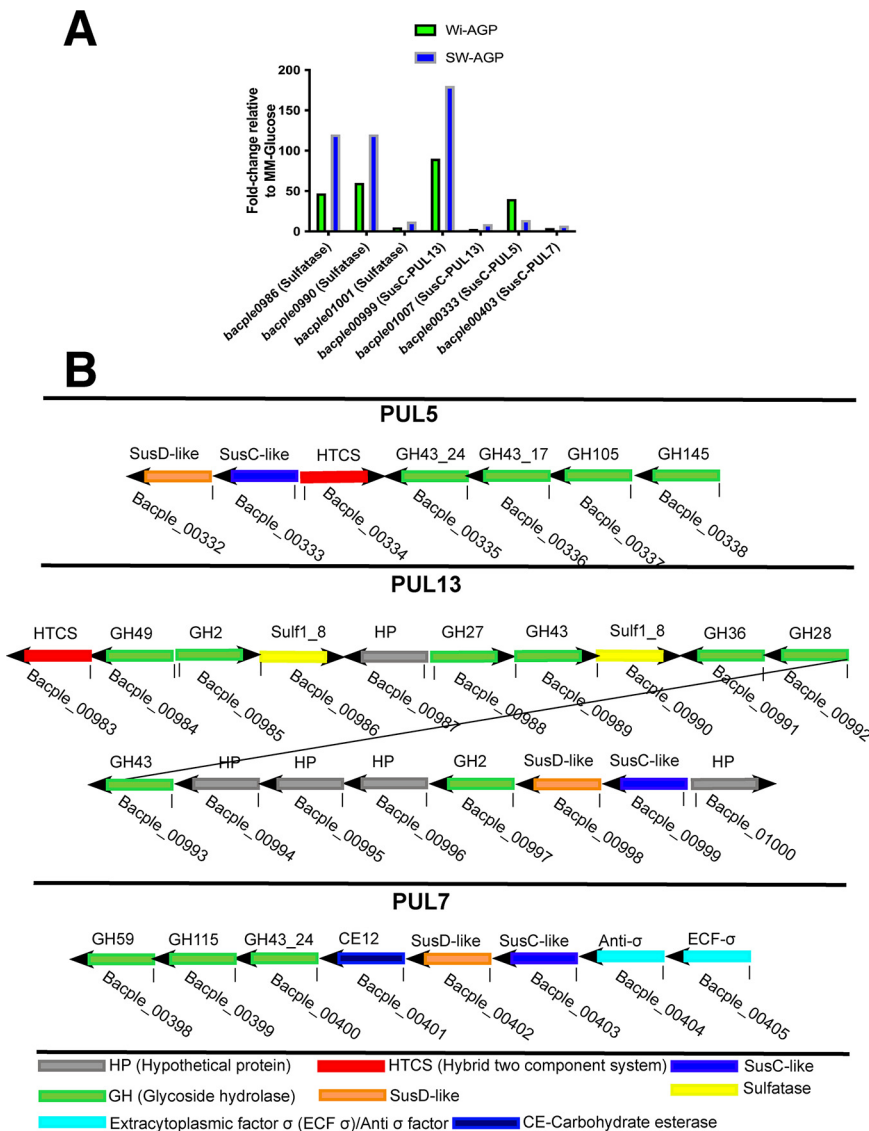 A
Wi-AGP
SW-AGP
Fold-change relative
to MM-Glucose
200
150
100
50
0
bacple0986 (Sulfatase)
bacple0990 (Sulfatase)
bacple01001 (Sulfatase)
bacple00999 (SusC-PUL13)
bacple01007 (SusC-PUL13)
bacple00333 (SusC-PUL5)
bacple00403 (SusC-PUL7)
B
PUL5
SusD-like SusC-like HTCS GH43_24 GH43_17 GH105 GH145
Bacple_00332 Bacple_00333 Bacple_00334 Bacple_00335 Bacple_00336 Bacple_00337 Bacple_00338
PUL13
HTCS GH49 GH2 Sulf1_8 HP GH27 GH43 Sulf1_8 GH36 GH28
Bacple_00983 Bacple_00984 Bacple_00985 Bacple_00986 Bacple_00987 Bacple_00988 Bacple_00989 Bacple_00990 Bacple_00991 Bacple_00992
GH43 HP HP HP GH2 SusD-like SusC-like HP
Bacple_00993 Bacple_00994 Bacple_00995 Bacple_00996 Bacple_00997 Bacple_00998 Bacple_00999 Bacple_01000
PUL7
GH59 GH115 GH43_24 CE12 SusD-like SusC-like Anti-σ ECF-σ
Bacple_00398 Bacple_00399 Bacple_00400 Bacple_00401 Bacple_00402 Bacple_00403 Bacple_00404 Bacple_00405
HP (Hypothetical protein) HTCS (Hybrid two component system) SusC-like
GH (Glycoside hydrolase) SusD-like Sulfatase
Extracytoplasmic factor σ (ECF σ)/Anti σ factor CE-Carbohydrate esterase